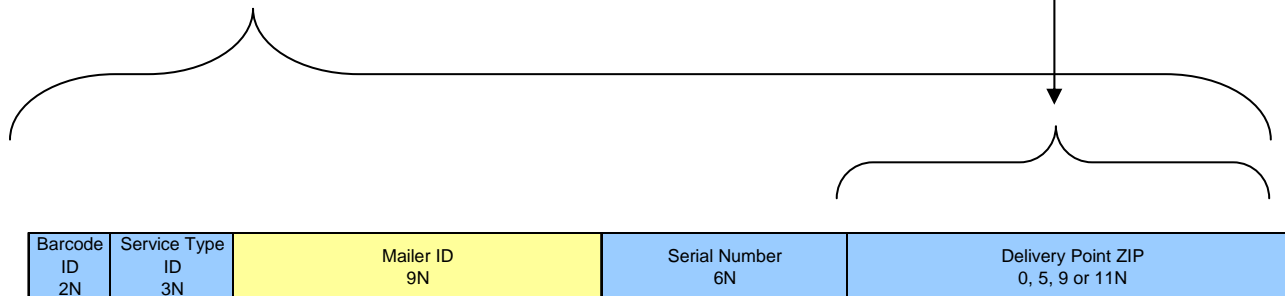 Barcode
ID
2N
Service Type
ID
3N
Mailer ID
9N
Serial Number
6N
Delivery Point ZIP
0, 5, 9 or 11N